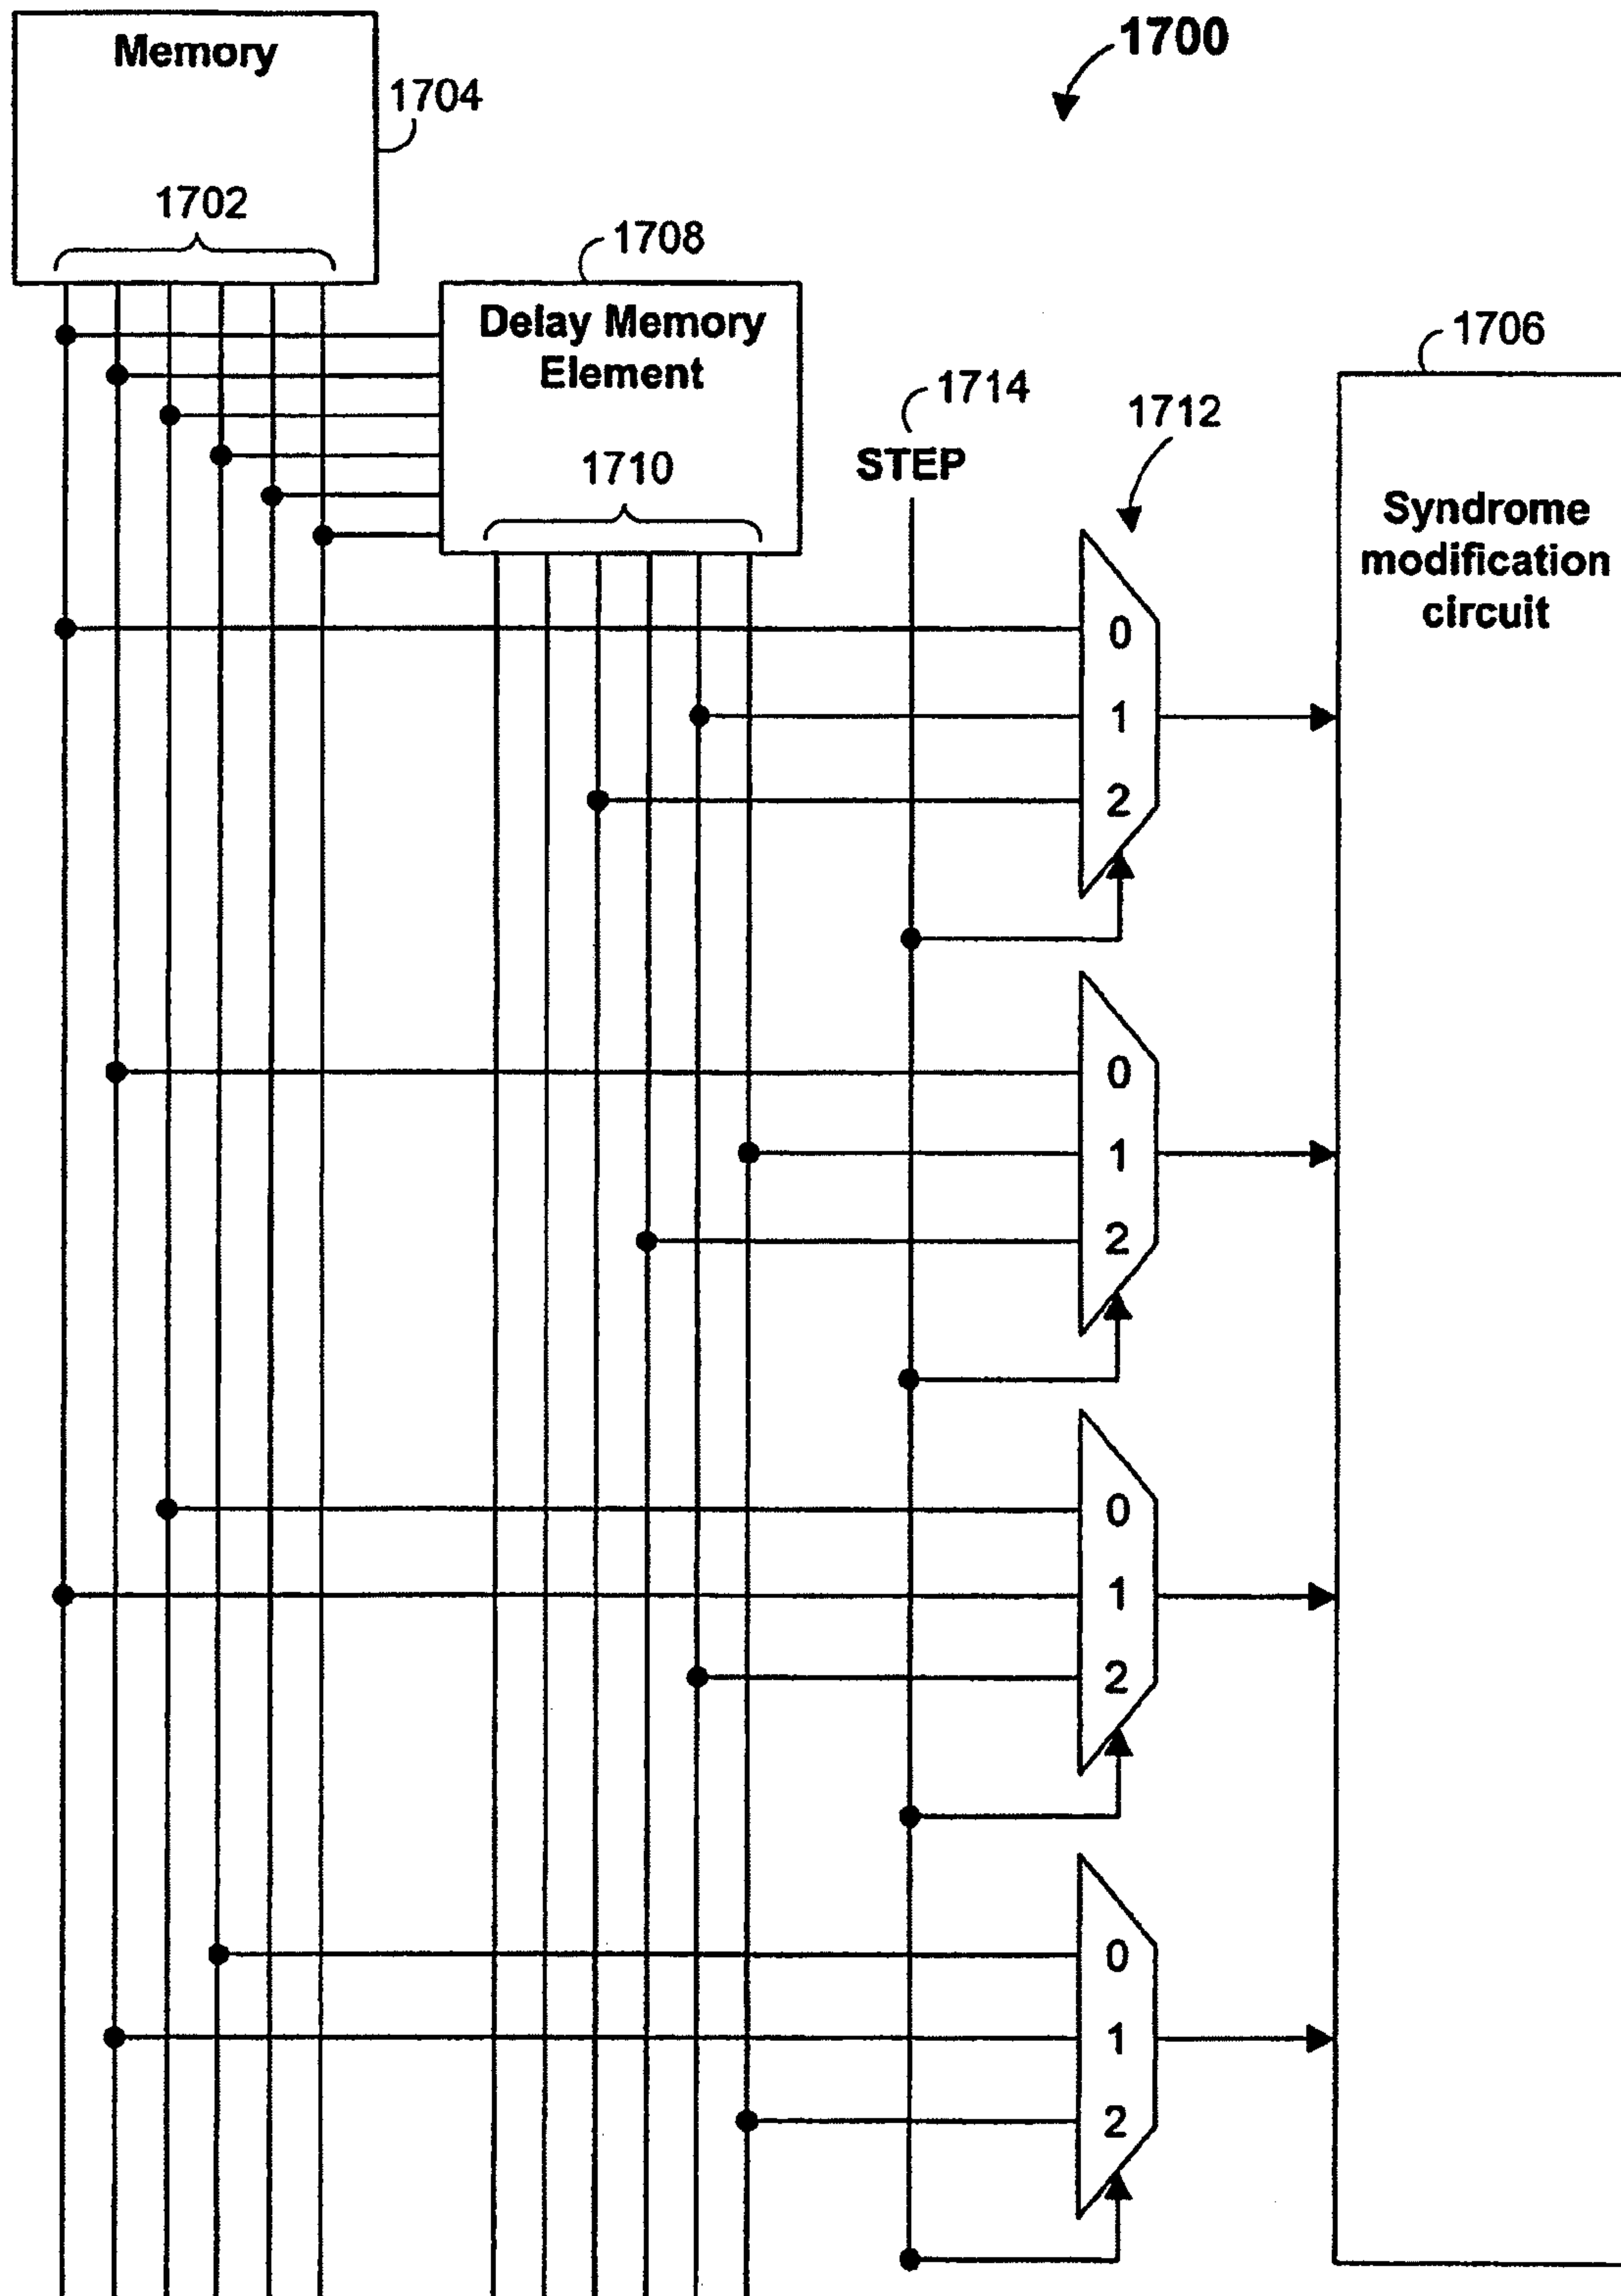 1700
Memory
1704
1702
1708
Delay Memory
Element
1710
1714
STEP
1712
1706
Syndrome
modification
circuit
0
1
2
0
1
2
0
1
2
0
1
2